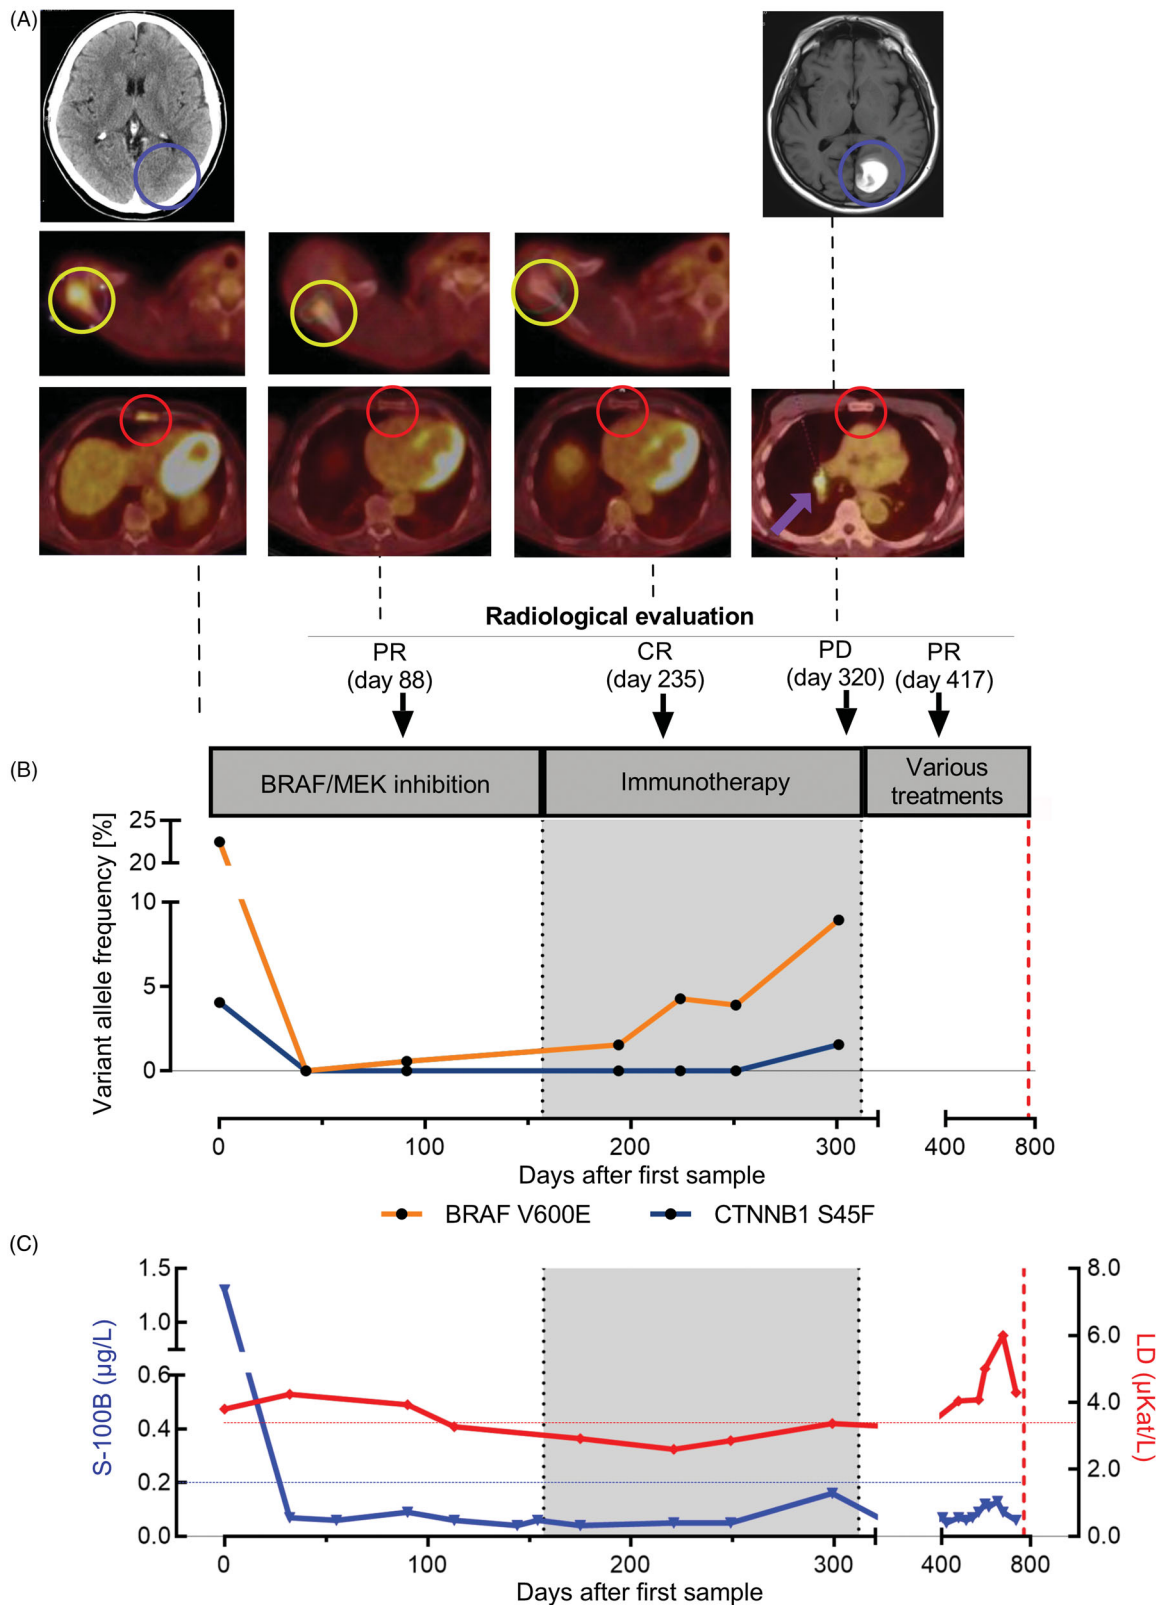 (A)
Radiological evaluation
PR
(day 88)
CR
(day 235)
PD
(day 320)
PR
(day 417)
(B)
BRAF/MEK inhibition
Immunotherapy
Various
treatments
Variant allele frequency [%]
25
20
10
5
0
0 100 200 300 400 800
Days after first sample
BRAF V600E CTNNB1 S45F
(C)
S-100B (μg/L)
1.5
1.0
0.6
0.4
0.2
0.0
8.0
6.0
4.0
2.0
0.0
LD (μKat/L)
0 100 200 300 400 800
Days after first sample